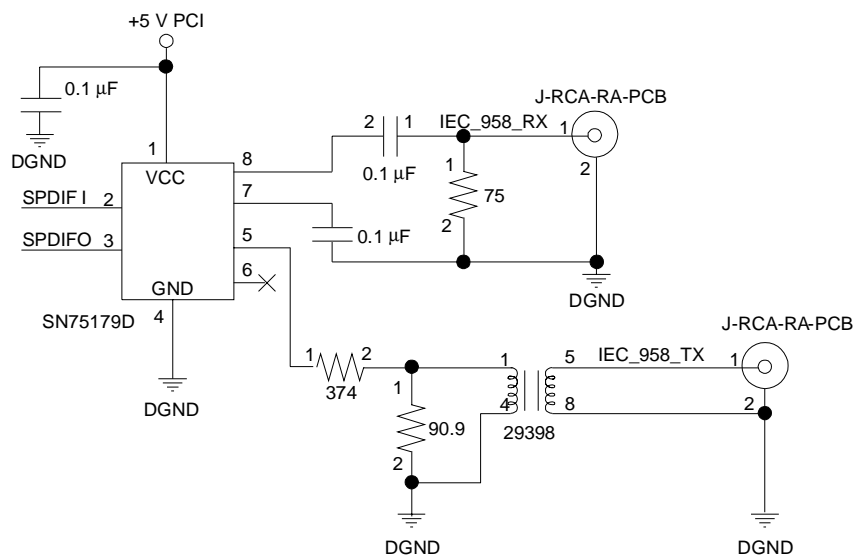 +5 V PCI
0.1 µF
DGND
1
VCC
8
7
5
6
SPDIF I 2
SPDIFO 3
GND
SN75179D
4
DGND
2 1
0.1 µF
IEC_958_RX
J-RCA-RA-PCB
1
2
1
75
2
0.1 µF
DGND
1 2
374
1
90.9
2
DGND
1
4
5
8
29398
IEC_958_TX
J-RCA-RA-PCB
1
2
DGND